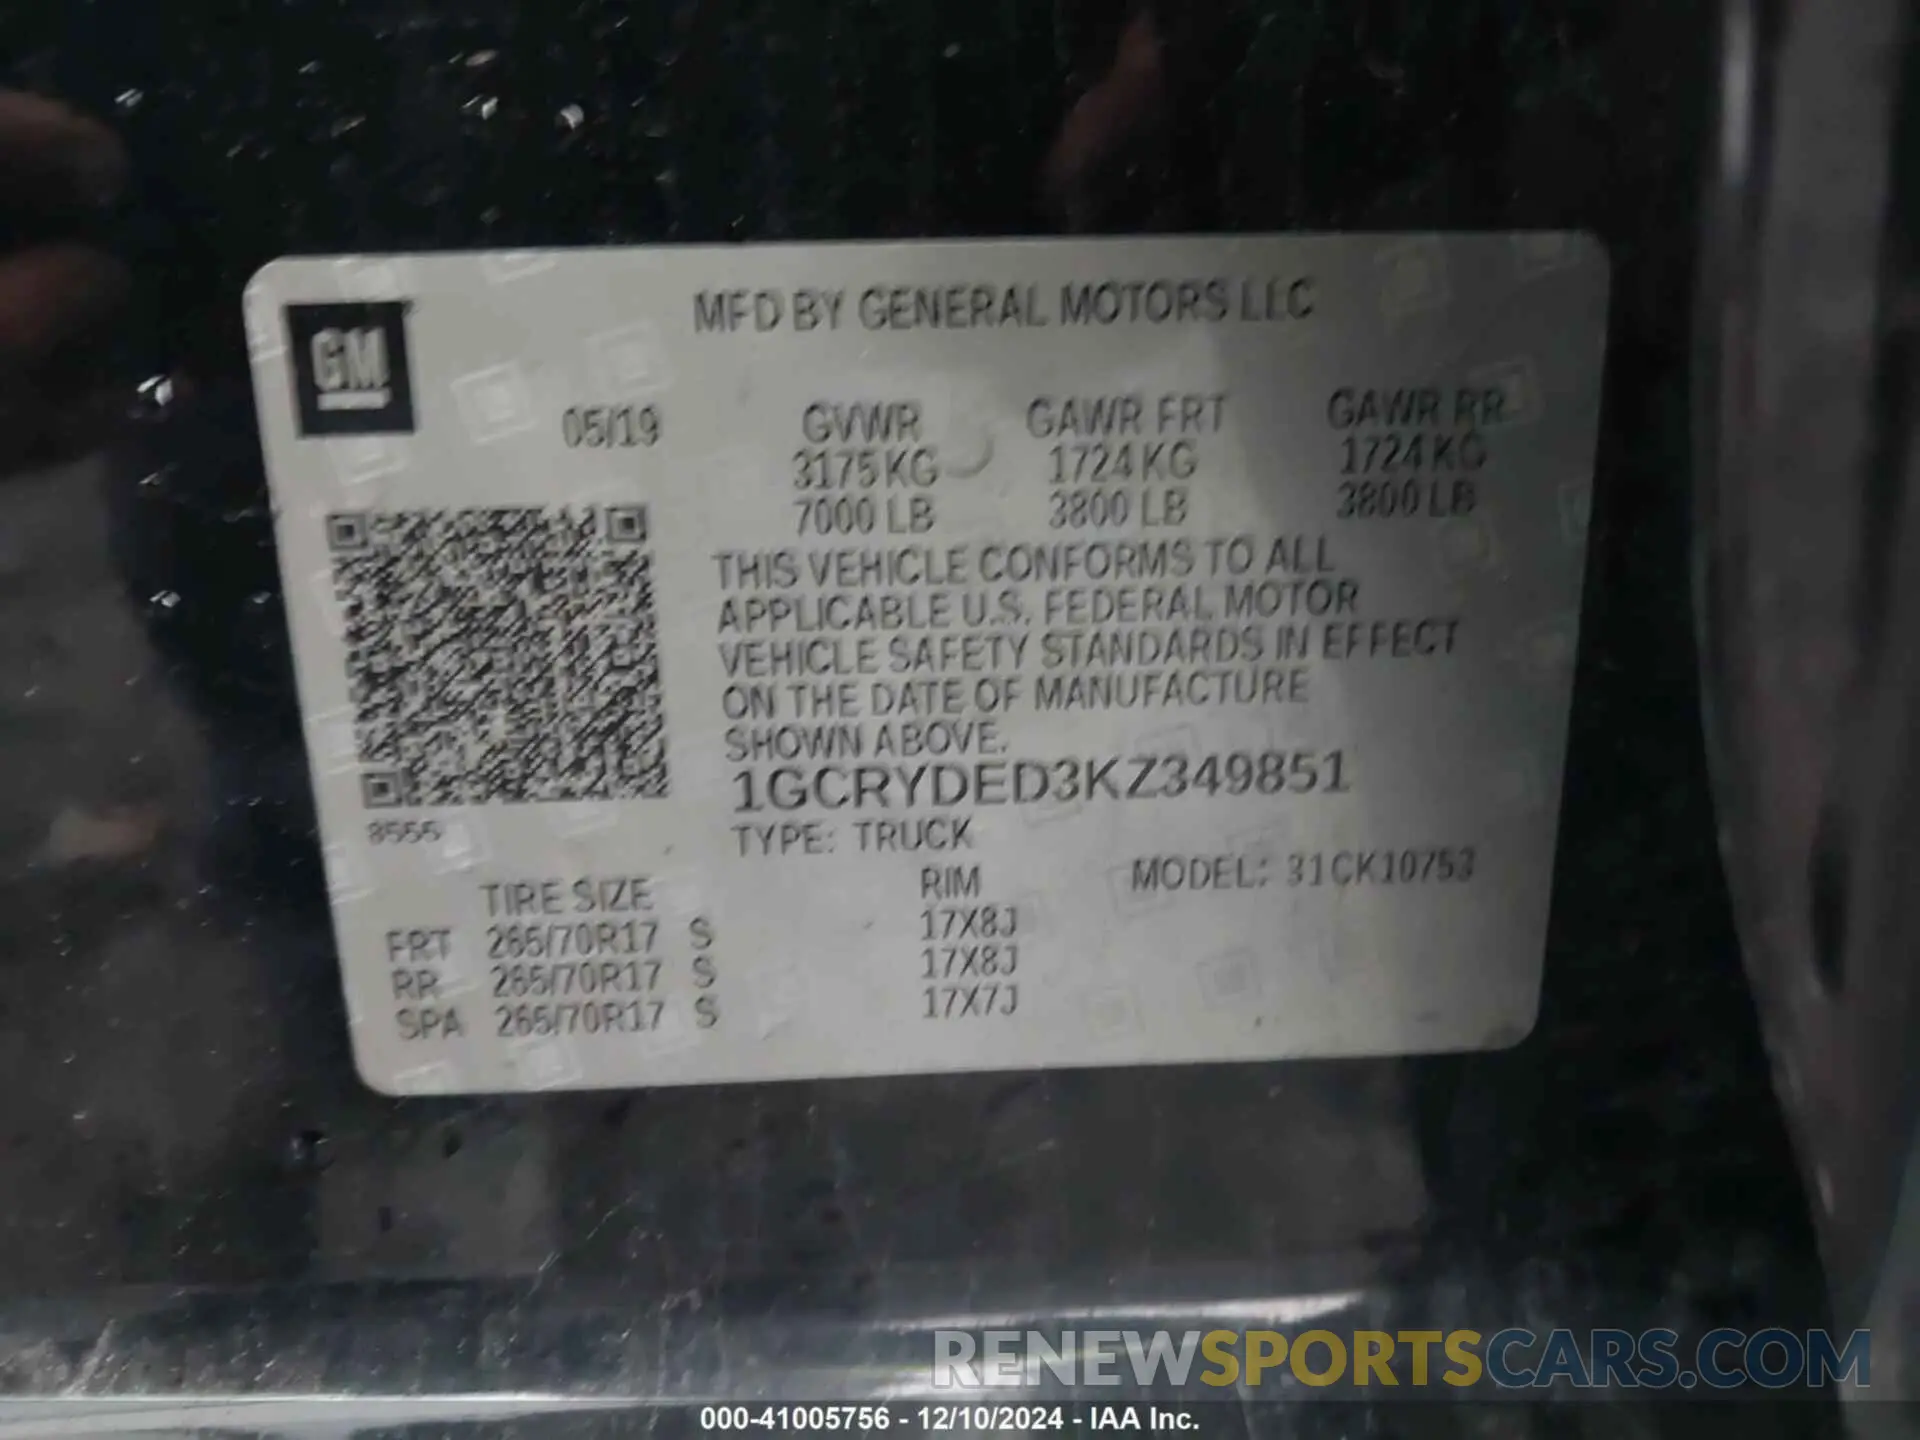 MFD BY GENERAL MOTORS LLC
GM
05/19 GVWR GAWR FRT GAWR RR
3175 KG 1724 KG 1724 KG
7000 LB 3800 LB 3800 LB
THIS VEHICLE CONFORMS TO ALL
APPLICABLE U.S. FEDERAL MOTOR
VEHICLE SAFETY STANDARDS IN EFFECT
ON THE DATE OF MANUFACTURE
SHOWN ABOVE.
1GCRYDED3KZ349851
8555
TYPE: TRUCK
MODEL: 31CK10753
TIRE SIZE RIM
FRT 265/70R17 S 17X8J
RR 265/70R17 S 17X8J
SPA 265/70R17 S 17X7J
RENEWSPORTSCARS.COM
000-41005756 - 12/10/2024 - IAA Inc.